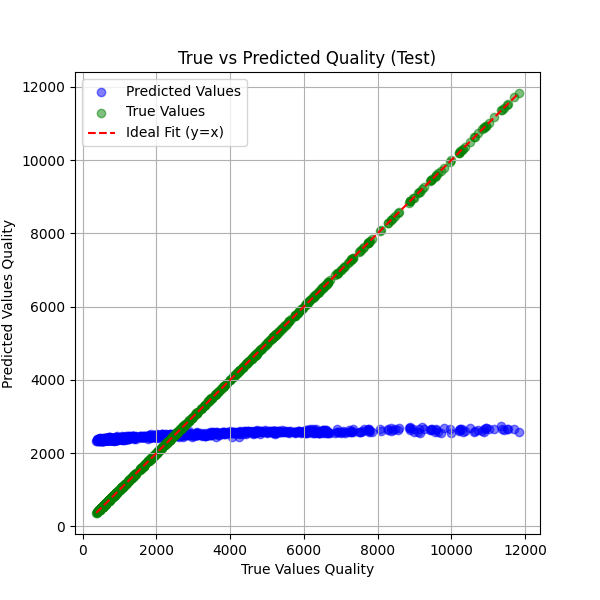 True vs Predicted Quality (Test)
Predicted Values
True Values
Ideal Fit (y=x)
12000
10000
8000
6000
4000
2000
0
Predicted Values Quality
0 2000 4000 6000 8000 10000 12000
True Values Quality